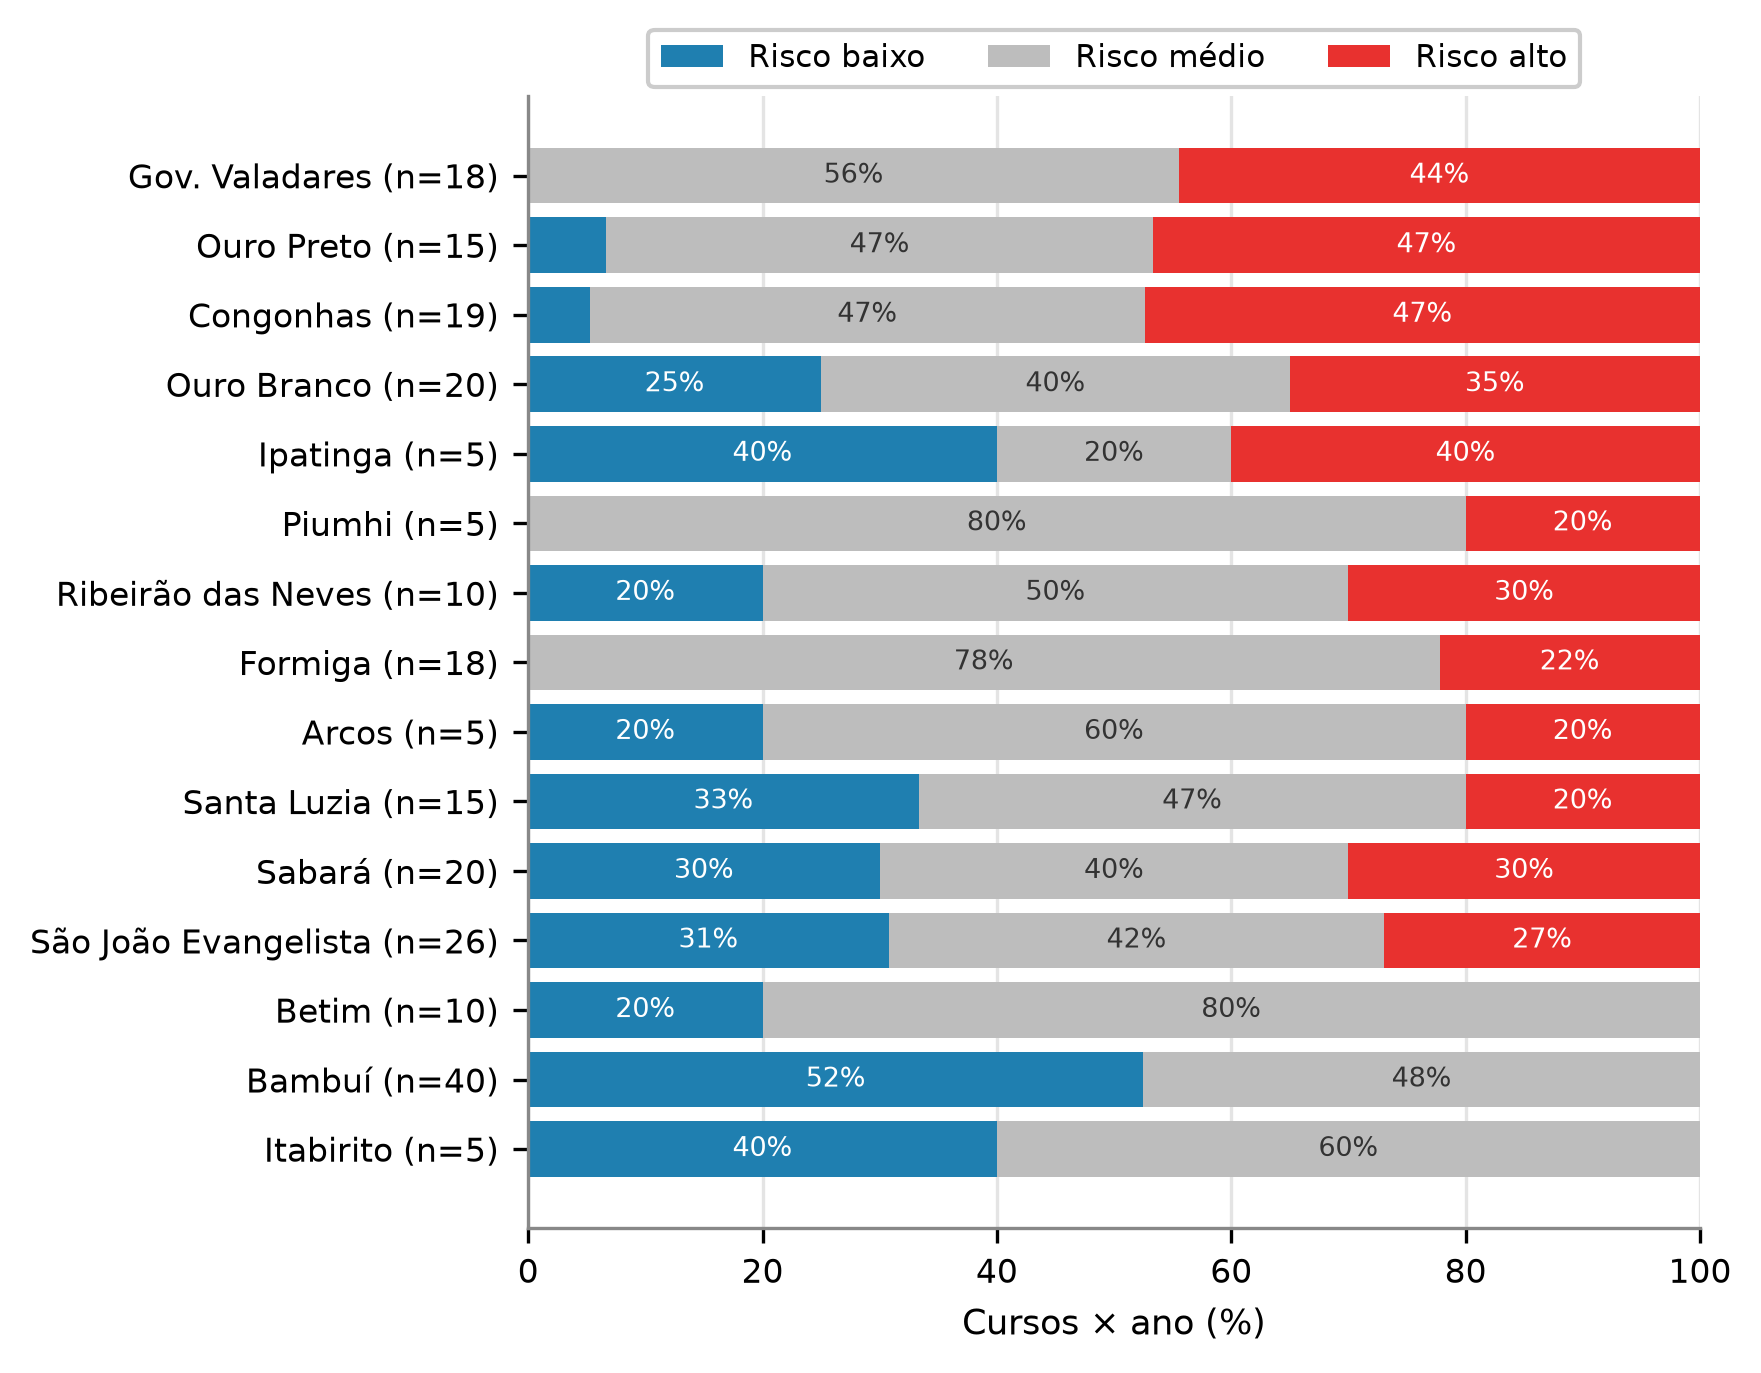 Risco baixo Risco médio Risco alto
Gov. Valadares (n=18) 56% 44%
Ouro Preto (n=15) 47% 47%
Congonhas (n=19) 47% 47%
Ouro Branco (n=20) 25% 40% 35%
Ipatinga (n=5) 40% 20% 40%
Piumhi (n=5) 80% 20%
Ribeirão das Neves (n=10) 20% 50% 30%
Formiga (n=18) 78% 22%
Arcos (n=5) 20% 60% 20%
Santa Luzia (n=15) 33% 47% 20%
Sabará (n=20) 30% 40% 30%
São João Evangelista (n=26) 31% 42% 27%
Betim (n=10) 20% 80%
Bambuí (n=40) 52% 48%
Itabirito (n=5) 40% 60%
0 20 40 60 80 100
Cursos × ano (%)